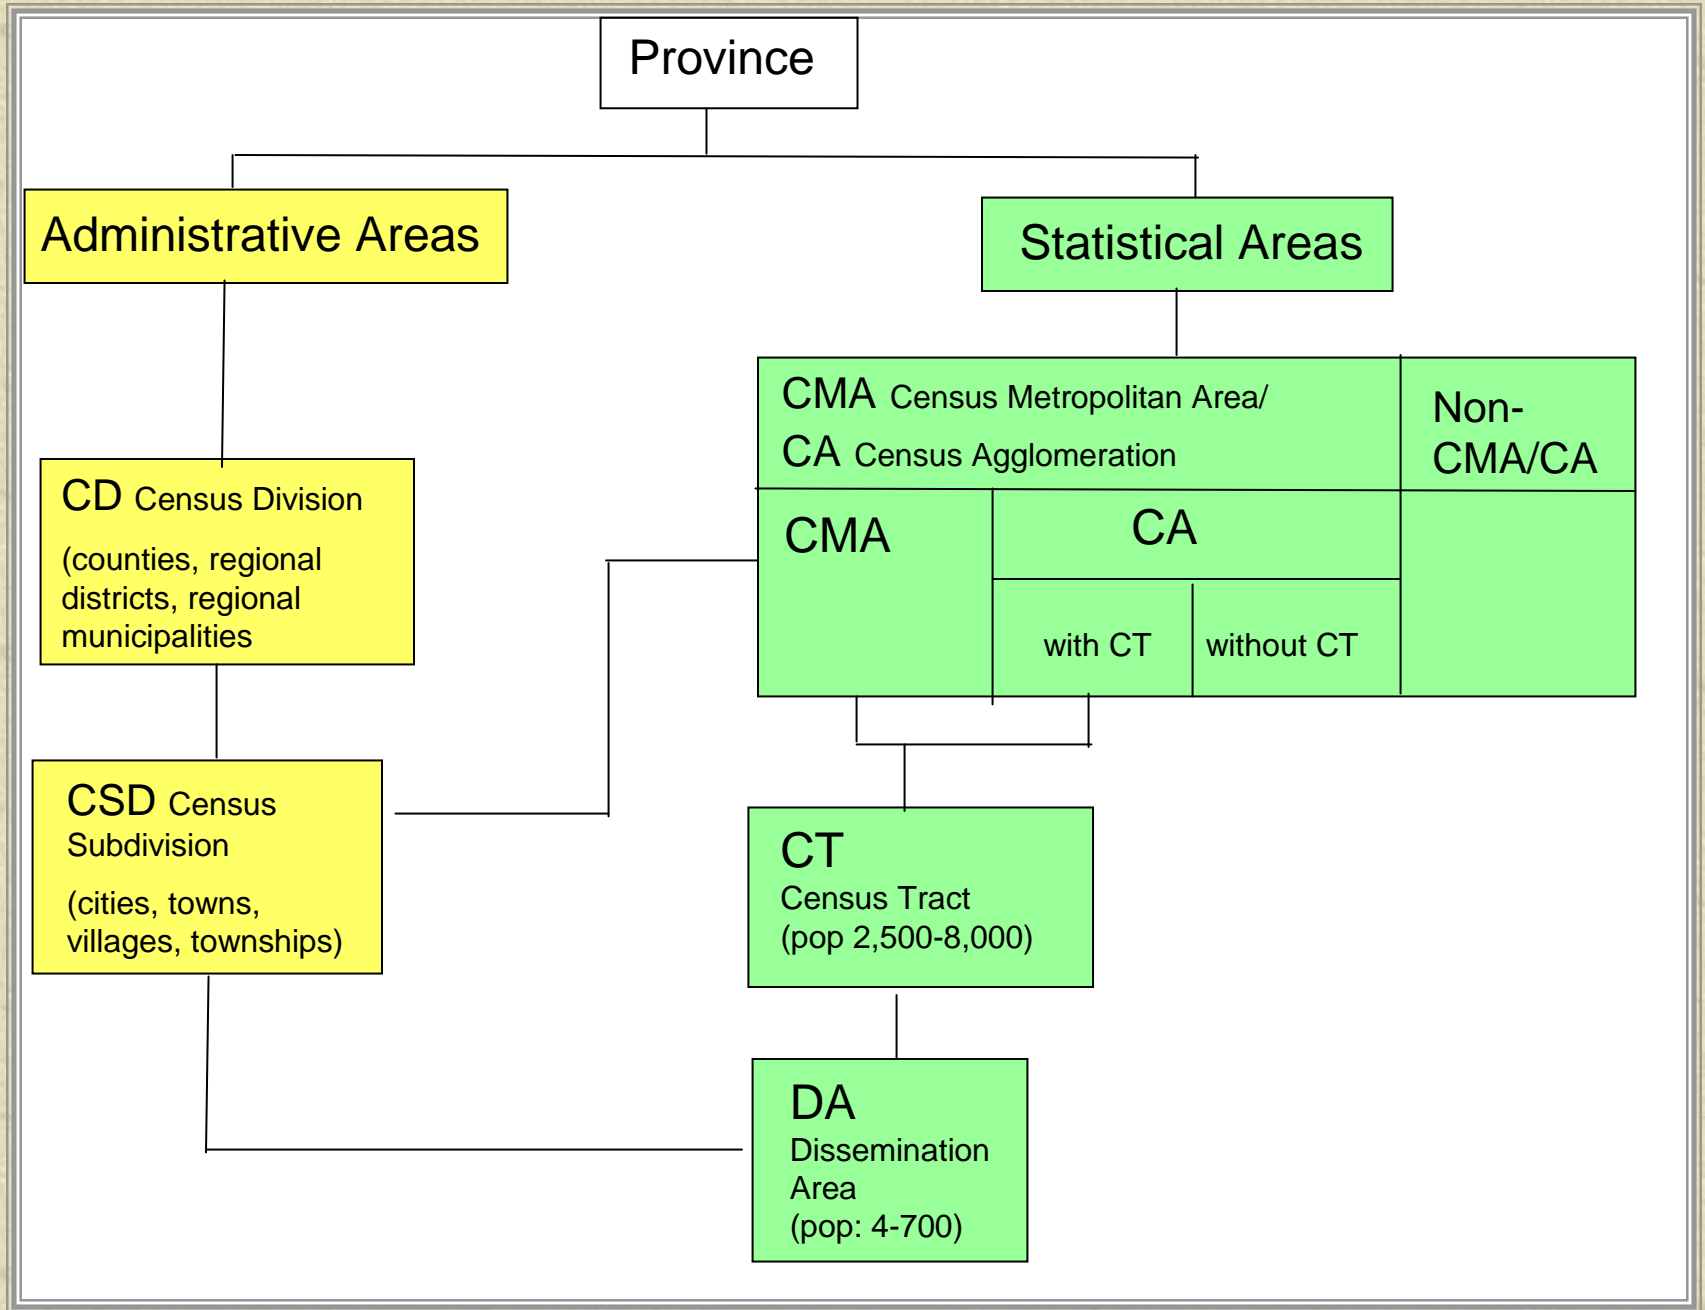 Province
Administrative Areas
Statistical Areas
CMA Census Metropolitan Area/
CA Census Agglomeration
Non-
CMA/CA
CD Census Division
(counties, regional
districts, regional
municipalities
CMA
CA
with CT
without CT
CSD Census
Subdivision
(cities, towns,
villages, townships)
CT
Census Tract
(pop 2,500-8,000)
DA
Dissemination
Area
(pop: 4-700)